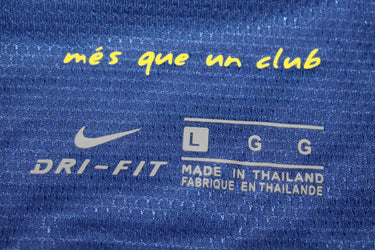 més que un club
L G G
DRI-FIT
MADE IN THAILAND
FABRIQUE EN THAILANDE